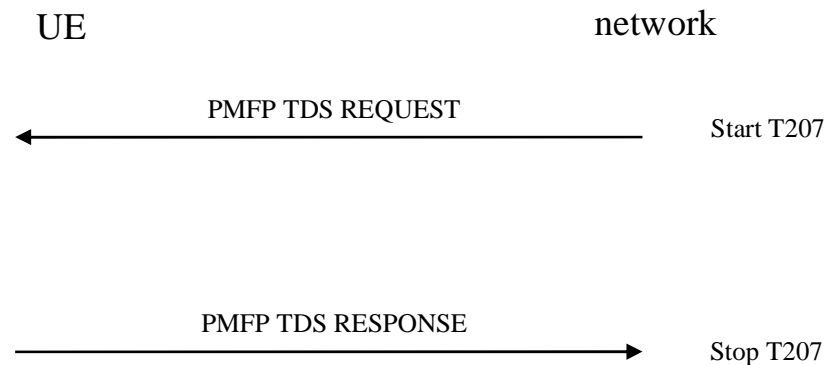 UE
network
PMFP TDS REQUEST
Start T207
PMFP TDS RESPONSE
Stop T207